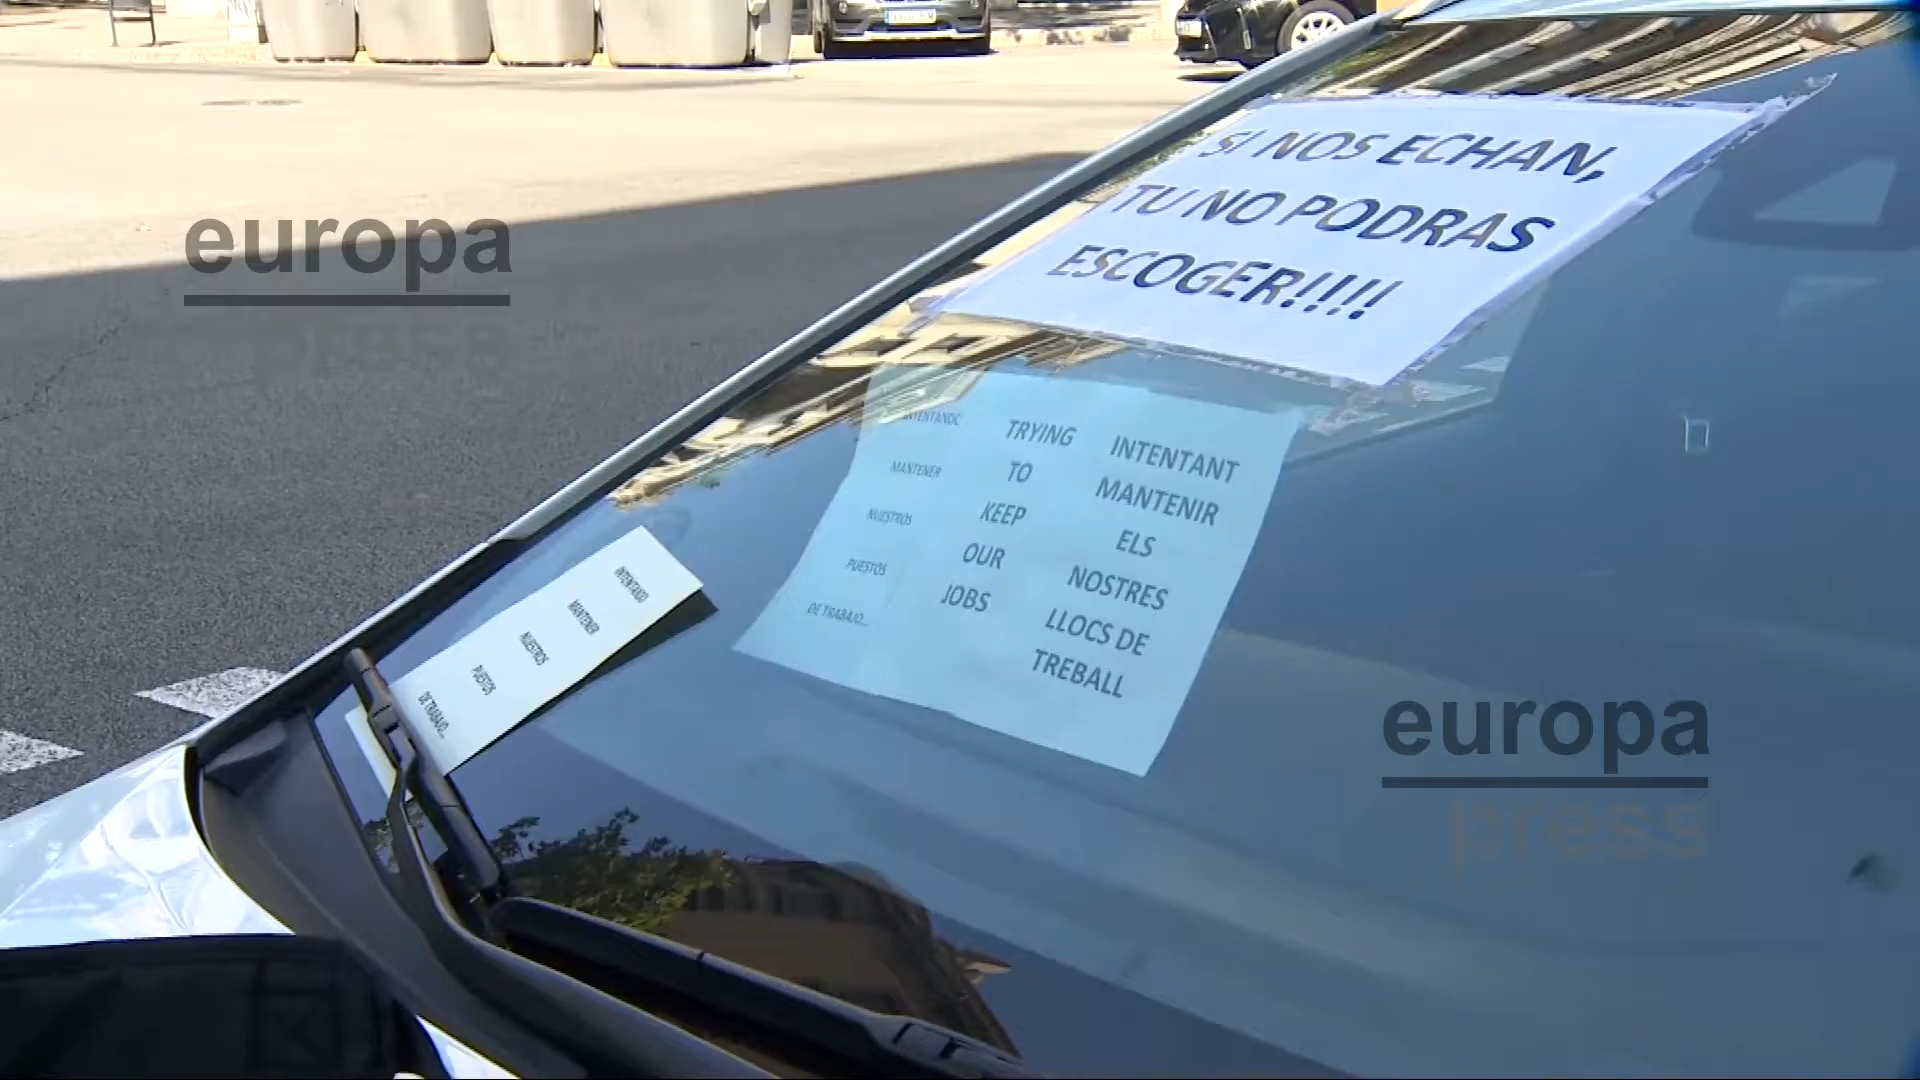 SI NOS ECHAN,
TU NO PODRAS
ESCOGER!!!!
INTENTANDO
MANTENER
NUESTROS
PUESTOS
DE TRABAJO...
TRYING
TO
KEEP
OUR
JOBS
INTENTANT
MANTENIR
ELS
NOSTRES
LLOCS DE
TREBALL
INTENTANDO
MANTENER
NUESTROS
PUESTOS
DE TRABAJO...
europa
press
europa
press